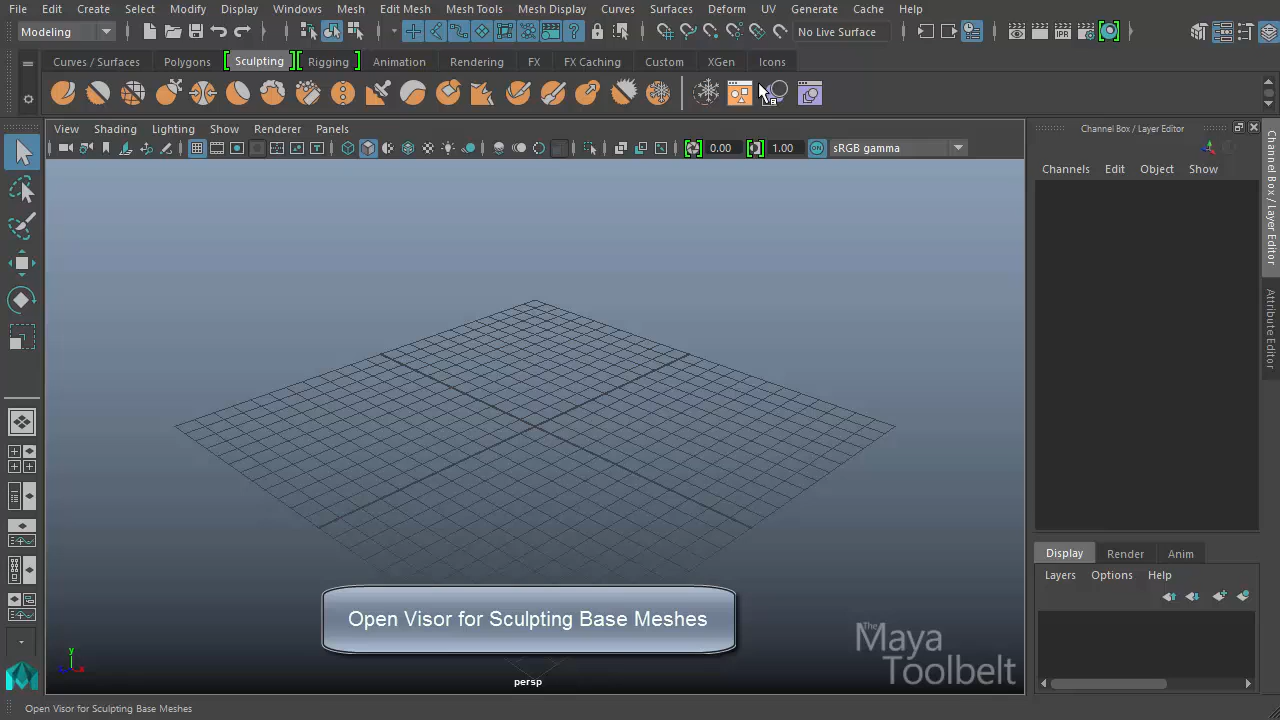 File Edit Create Select Modify Display Windows Mesh Edit Mesh Mesh Tools Mesh Display Curves Surfaces Deform UV Generate Cache Help
Modeling
No Live Surface
IPR
Curves / Surfaces Polygons Sculpting Rigging Animation Rendering FX FX Caching Custom XGen Icons
View Shading Lighting Show Renderer Panels
0.00 1.00 ON sRGB gamma
Channel Box / Layer Editor
Channels Edit Object Show
Channel Box / Layer Editor
Attribute Editor
Display Render Anim
Layers Options Help
Open Visor for Sculpting Base Meshes
The
Maya
Toolbelt
y
z x
persp
Open Visor for Sculpting Base Meshes